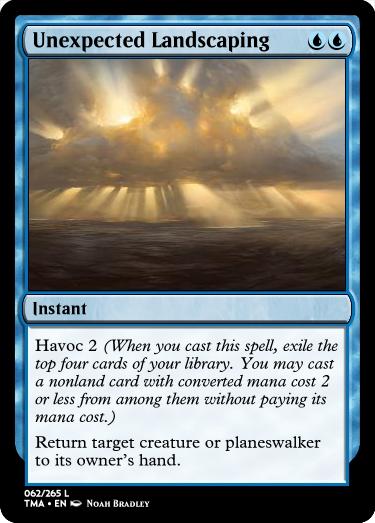 Unexpected Landscaping
Instant
Havoc 2 (When you cast this spell, exile the
top four cards of your library. You may cast
a nonland card with converted mana cost 2
or less from among them without paying its
mana cost.)
Return target creature or planeswalker
to its owner's hand.
062/265 L
TMA • EN Noah Bradley